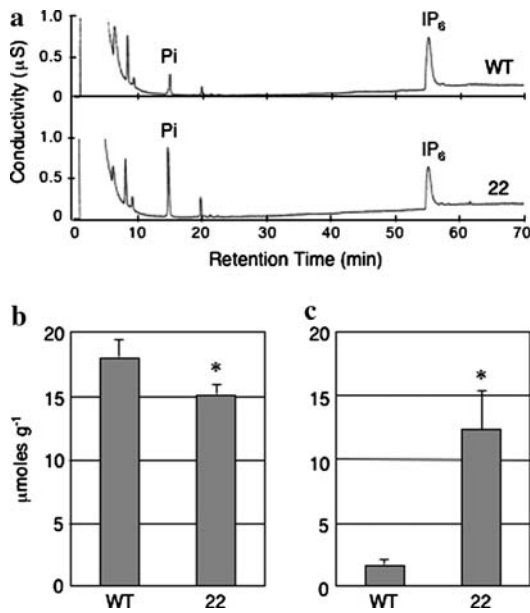 a
1.0
Pi
IP₆
0.5
WT
0
Conductivity (µS)
1.0
Pi
IP₆
0.5
22
0
0 10 20 30 40 50 60 70
Retention Time (min)
b
c
20 20
15 * 15 *
10 10
5 5
0 0
µmoles g⁻¹
WT 22 WT 22